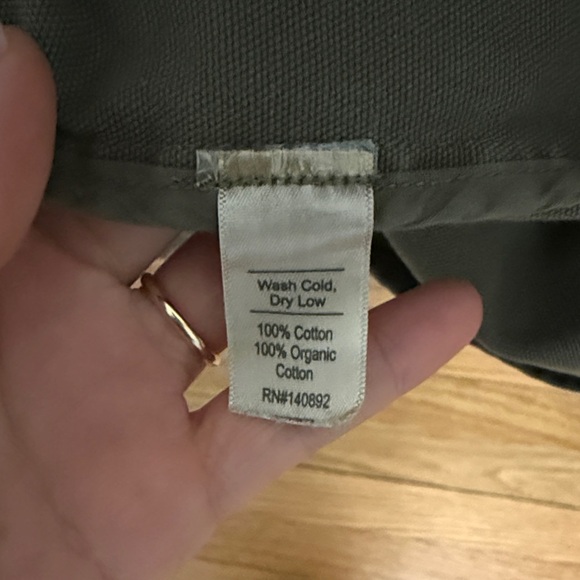 Wash Cold,
Dry Low
100% Cotton
100% Organic
Cotton
RN#140892